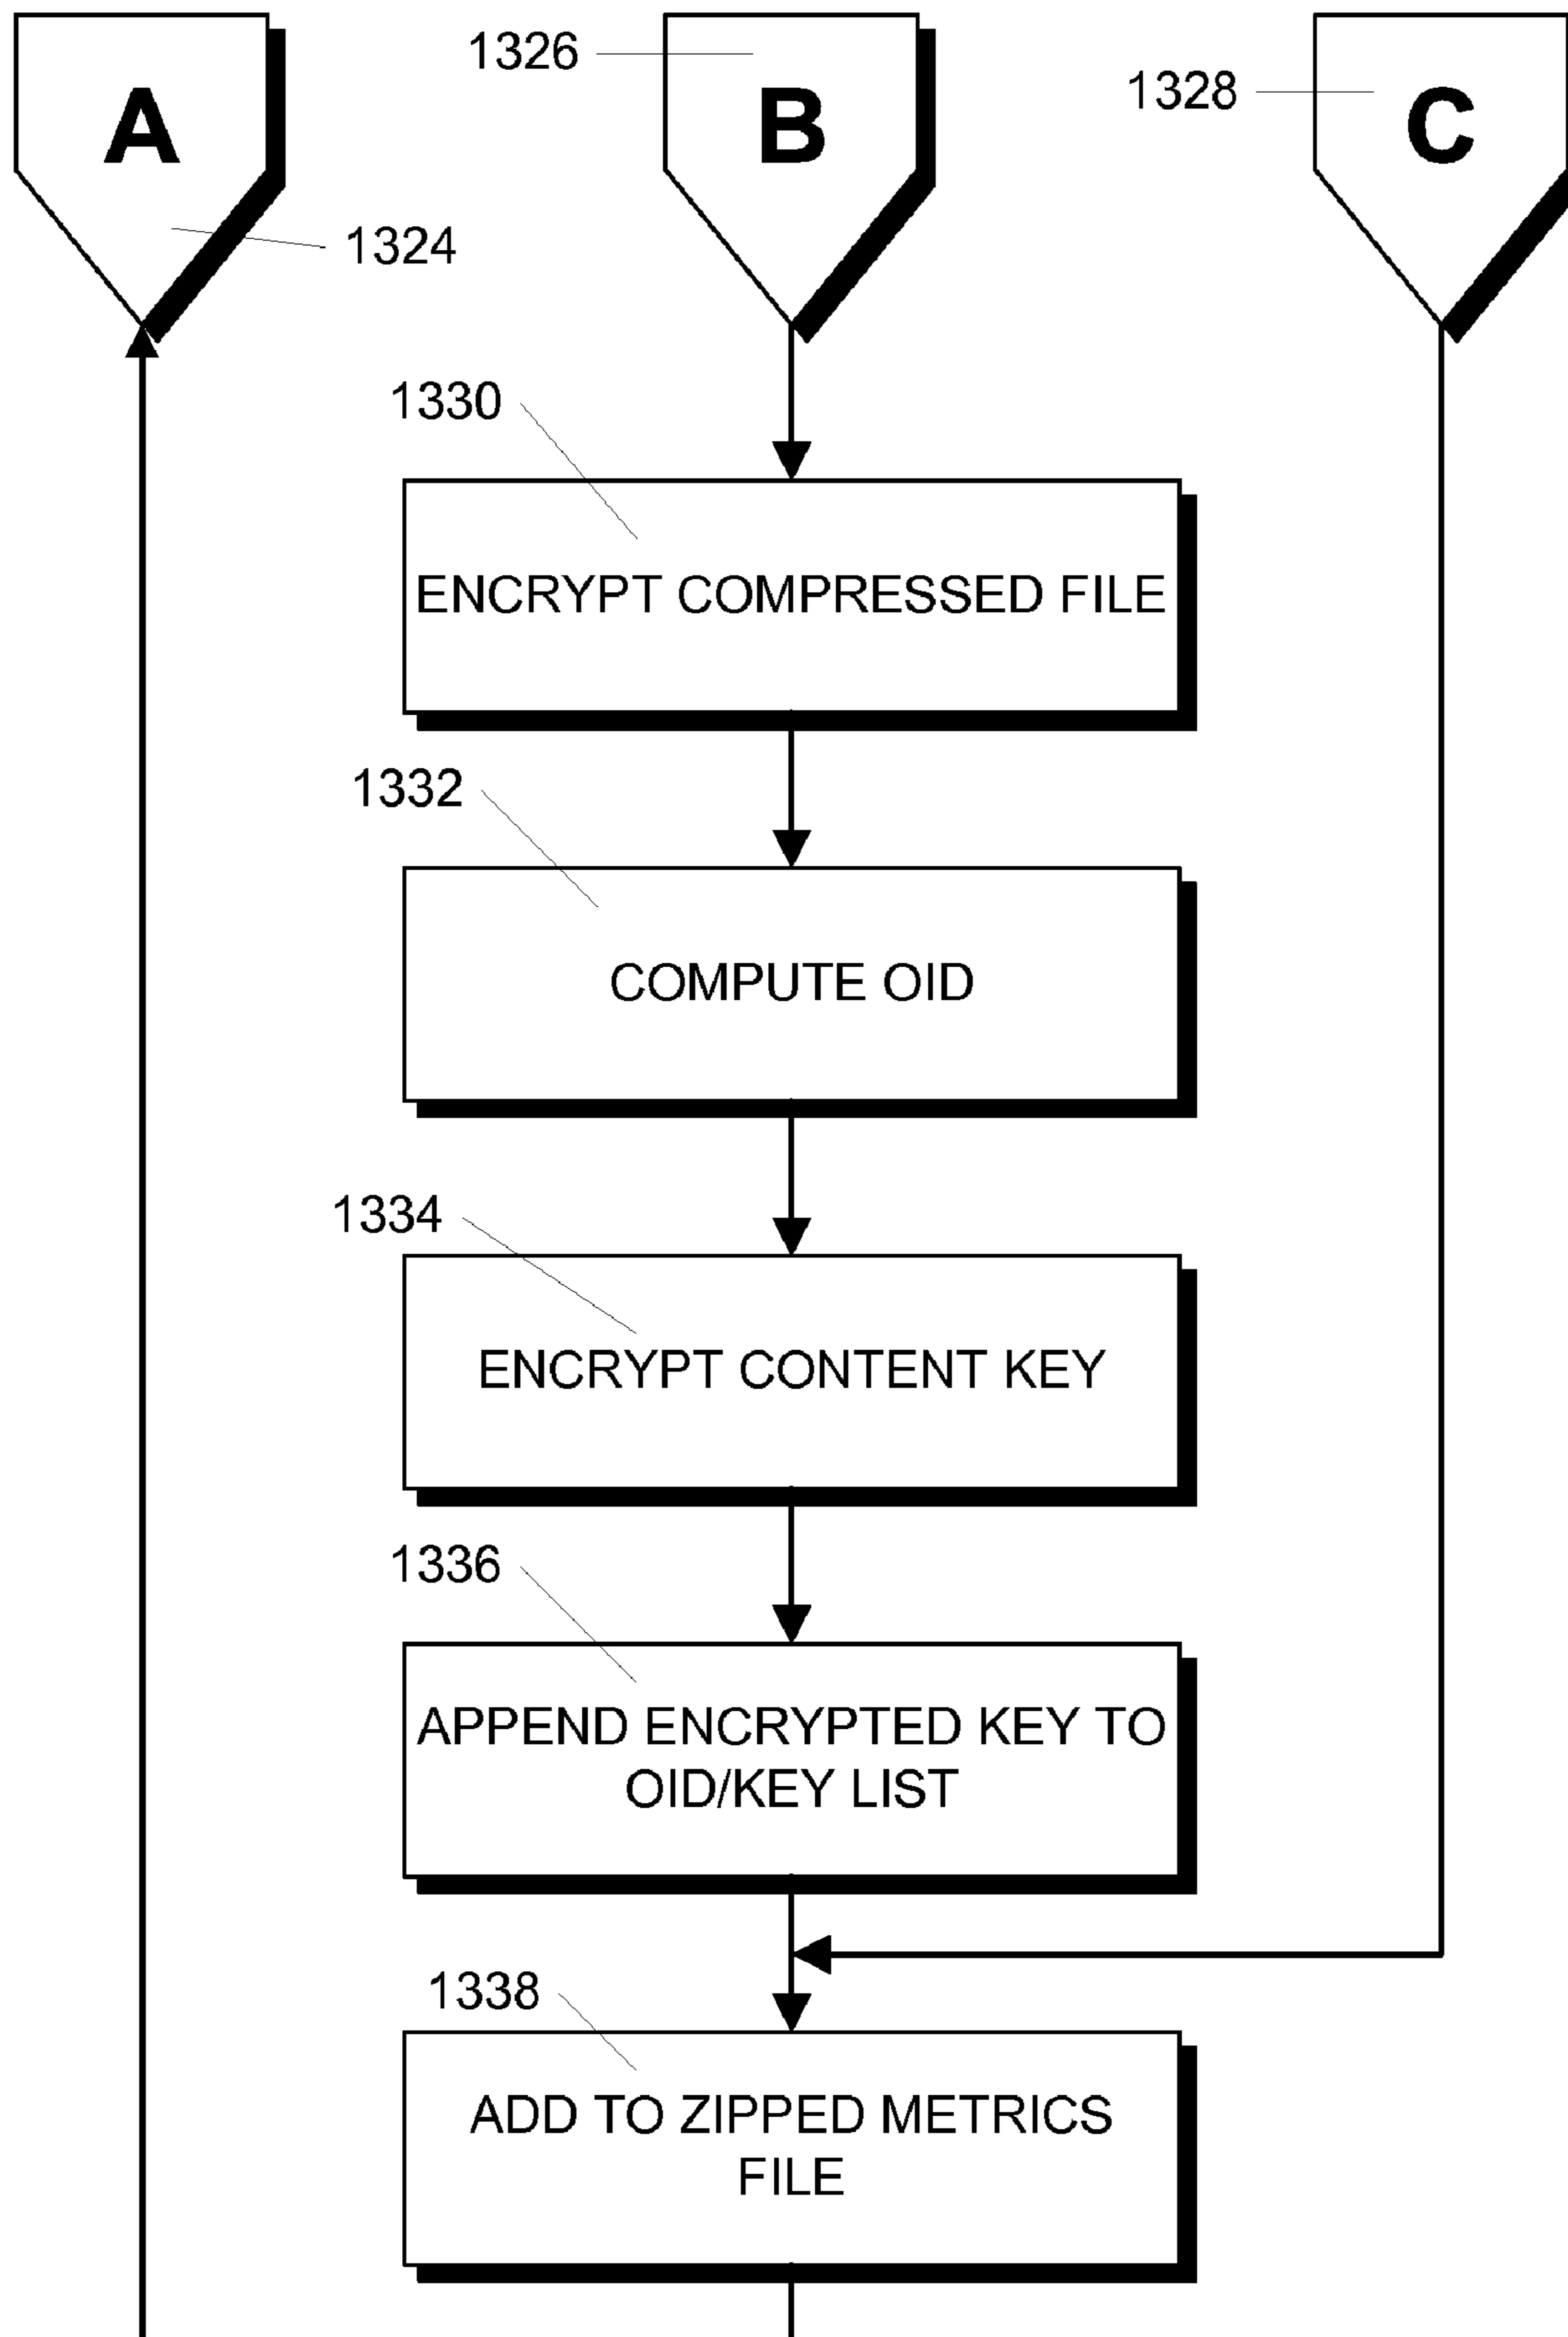 A
1326
B
1328
C
1324
1330
ENCRYPT COMPRESSED FILE
1332
COMPUTE OID
1334
ENCRYPT CONTENT KEY
1336
APPEND ENCRYPTED KEY TO
OID/KEY LIST
1338
ADD TO ZIPPED METRICS
FILE